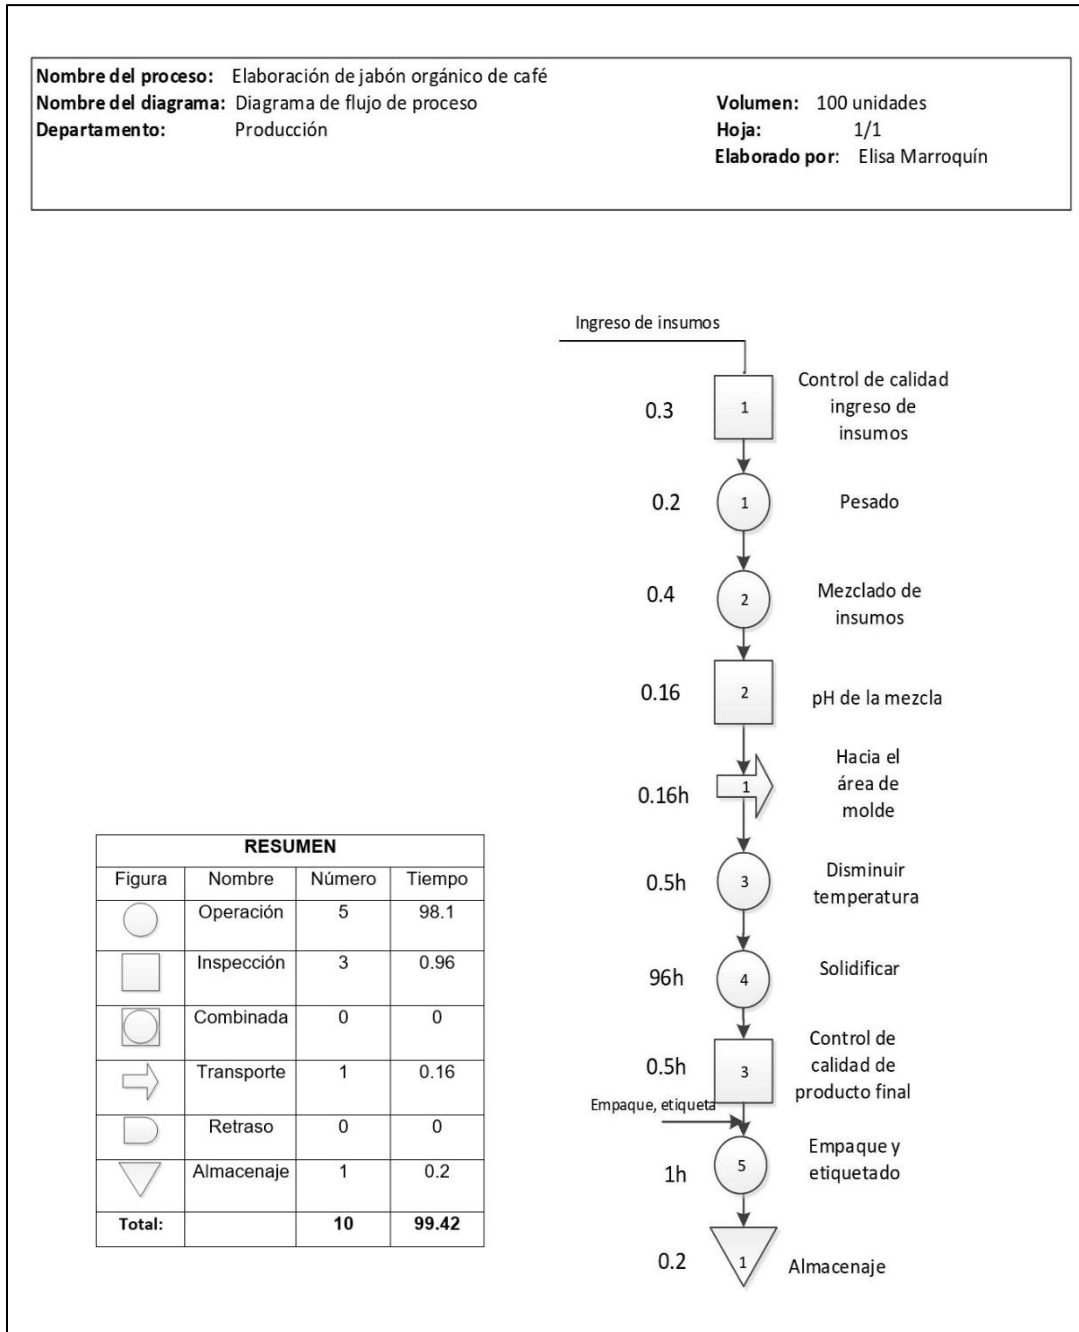 Nombre del proceso: Elaboración de jabón orgánico de café
Nombre del diagrama: Diagrama de flujo de proceso
Departamento: Producción
Volumen: 100 unidades
Hoja: 1/1
Elaborado por: Elisa Marroquín
Ingreso de insumos
0.3
1
Control de calidad
ingreso de
insumos
0.2
1
Pesado
0.4
2
Mezclado de
insumos
0.16
2
pH de la mezcla
0.16h
1
Hacia el
área de
molde
0.5h
3
Disminuir
temperatura
96h
4
Solidificar
0.5h
3
Control de
calidad de
producto final
Empaque, etiqueta
1h
5
Empaque y
etiquetado
0.2
1
Almacenaje
RESUMEN
Figura Nombre Número Tiempo
Operación 5 98.1
Inspección 3 0.96
Combinada 0 0
Transporte 1 0.16
Retraso 0 0
Almacenaje 1 0.2
Total: 10 99.42